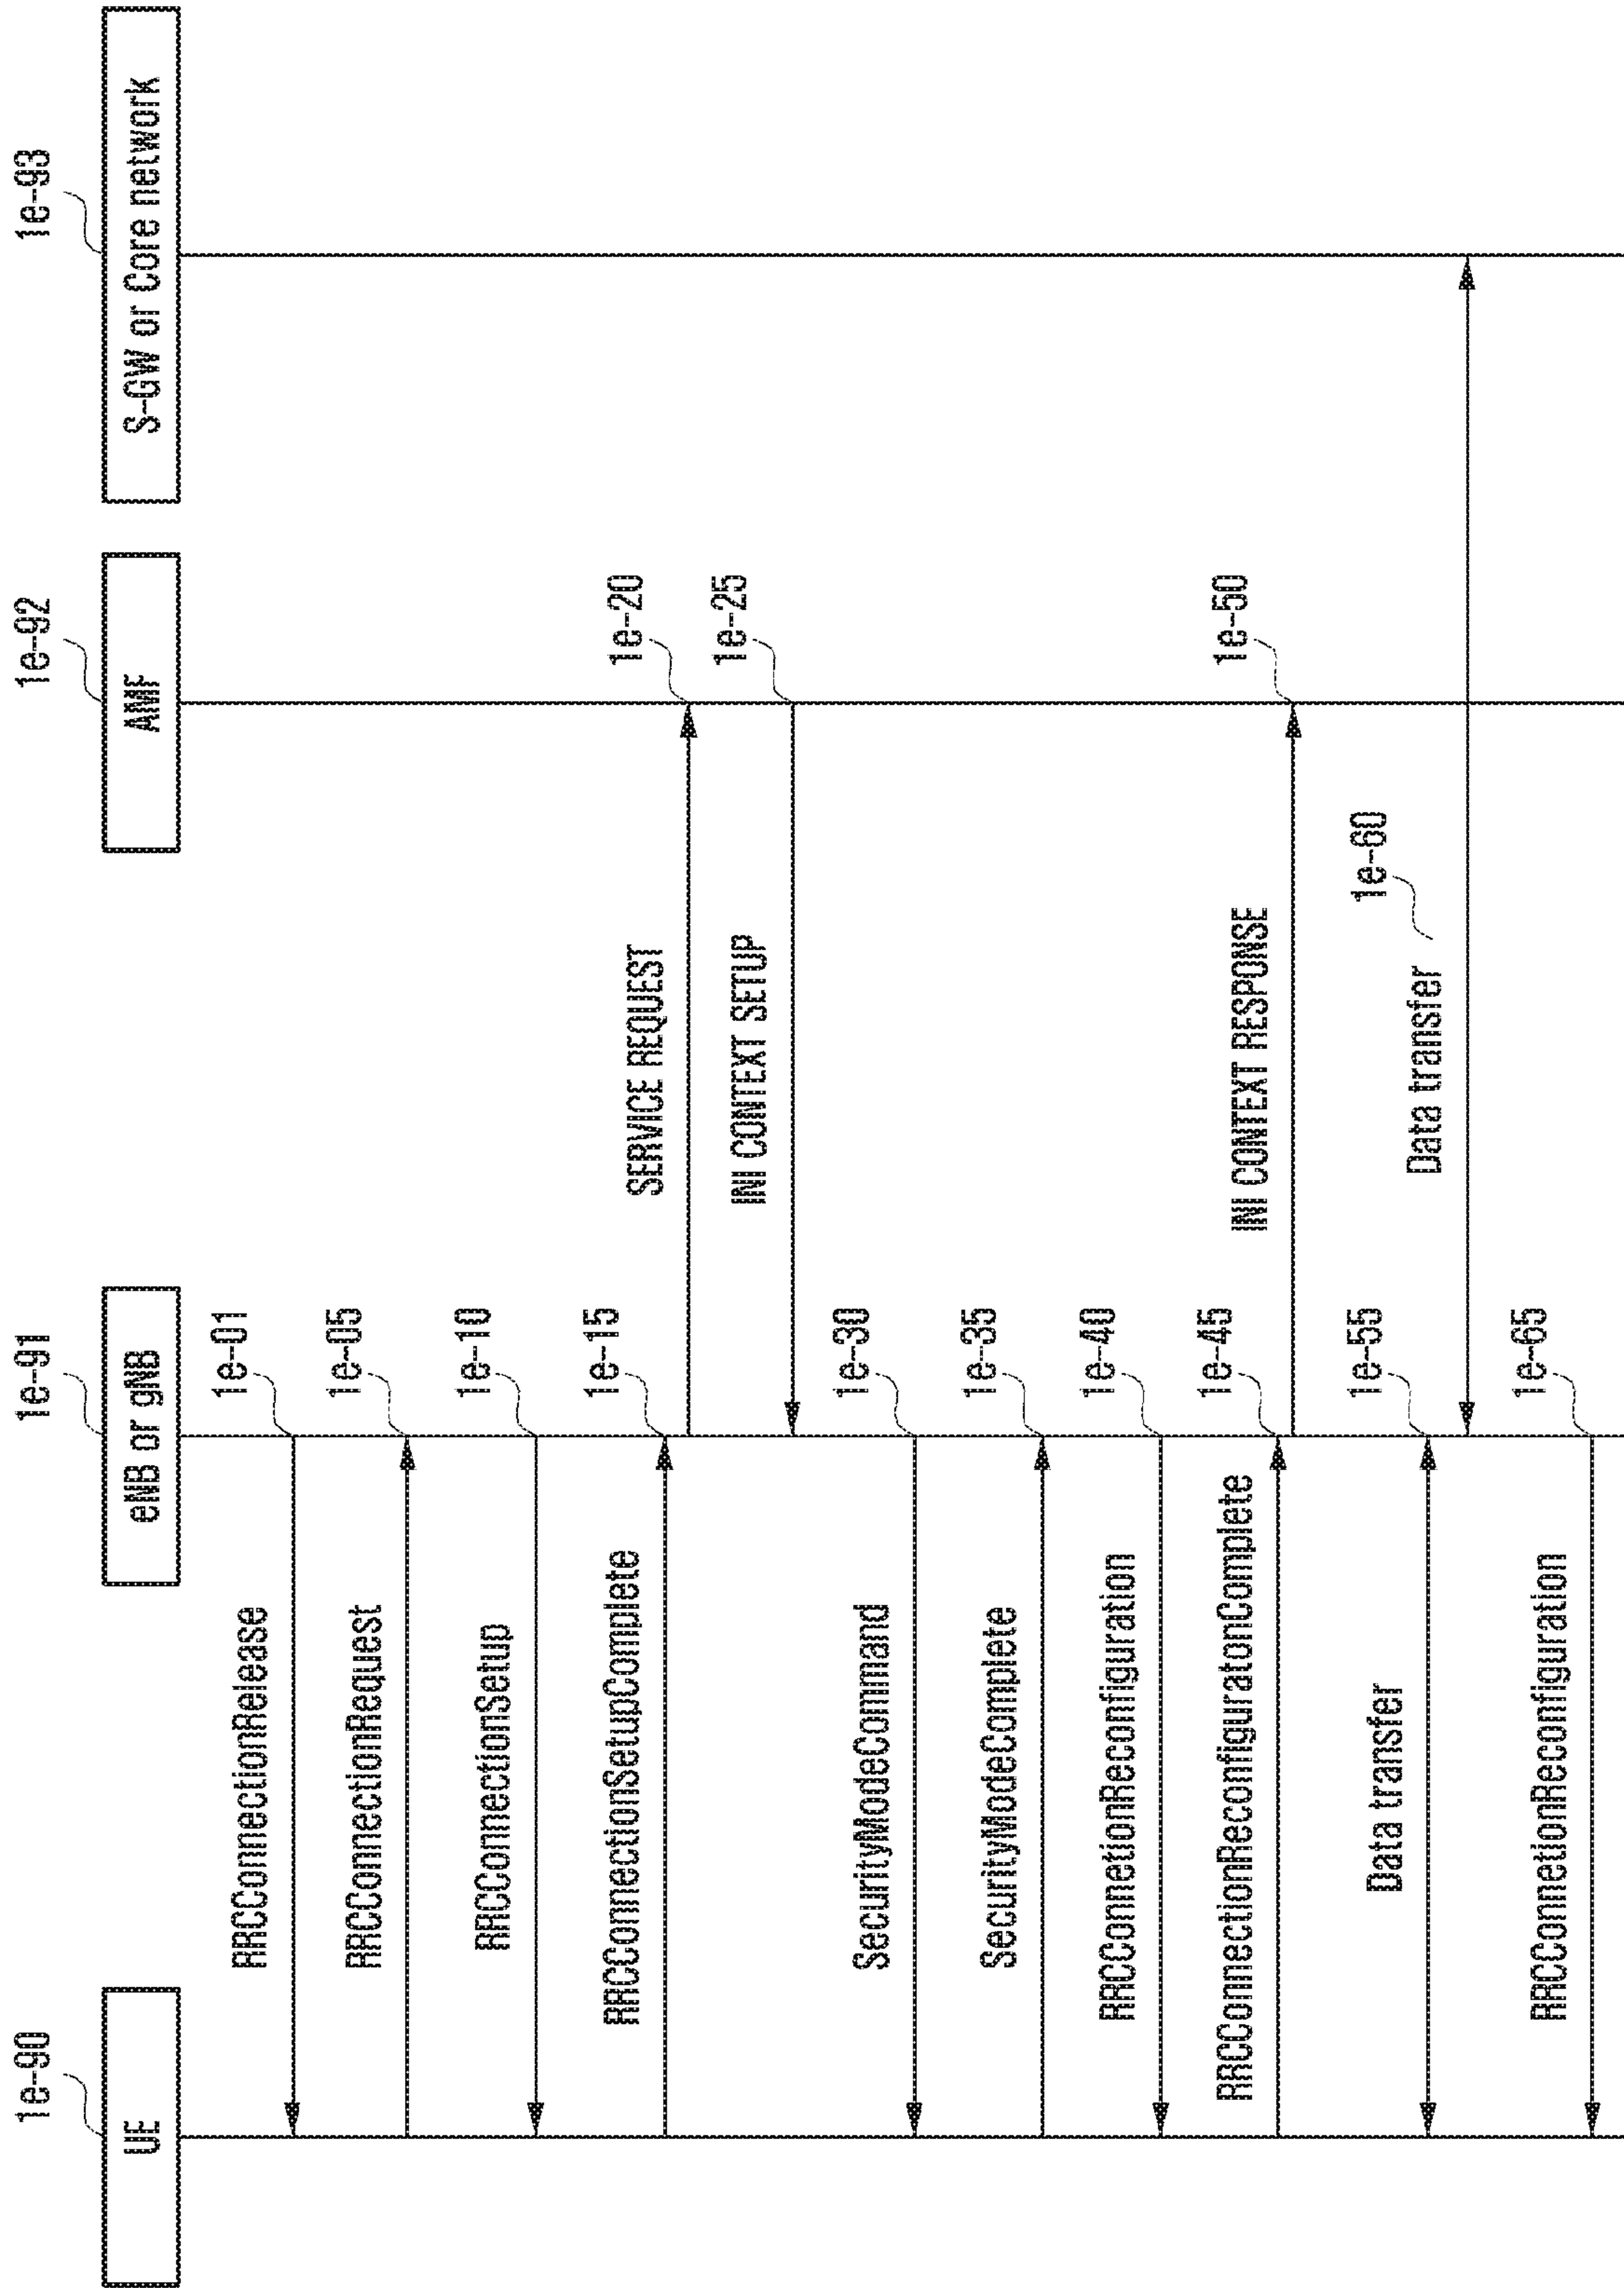 1e-90
1e-91
1e-92
1e-93
UE
eNB or gNB
AMF
S-GW or Core network
RRCConnectionRelease
1e-01
RRCConnectionRequest
1e-05
RRCConnectionSetup
1e-10
RRCConnectionSetupComplete
1e-15
SERVICE REQUEST
1e-20
INI CONTEXT SETUP
1e-25
SecurityModeCommand
1e-30
SecurityModeComplete
1e-35
RRCConnetionReconfiguration
1e-40
RRCConnectionReconfiguratonComplete
1e-45
INI CONTEXT RESPONSE
1e-50
Data transfer
1e-55
Data transfer
1e-60
RRCConnetionReconfiguration
1e-65